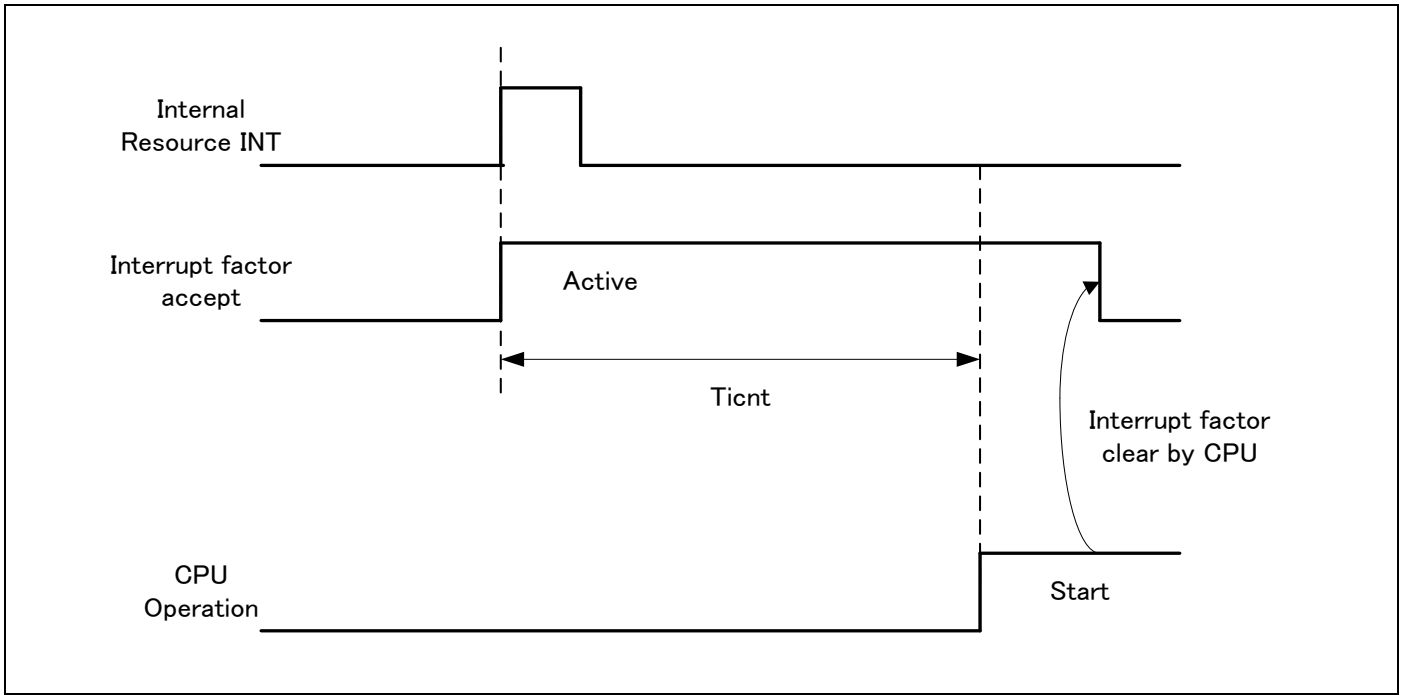 Internal
Resource INT
Interrupt factor
accept
Active
Ticnt
Interrupt factor
clear by CPU
CPU
Operation
Start